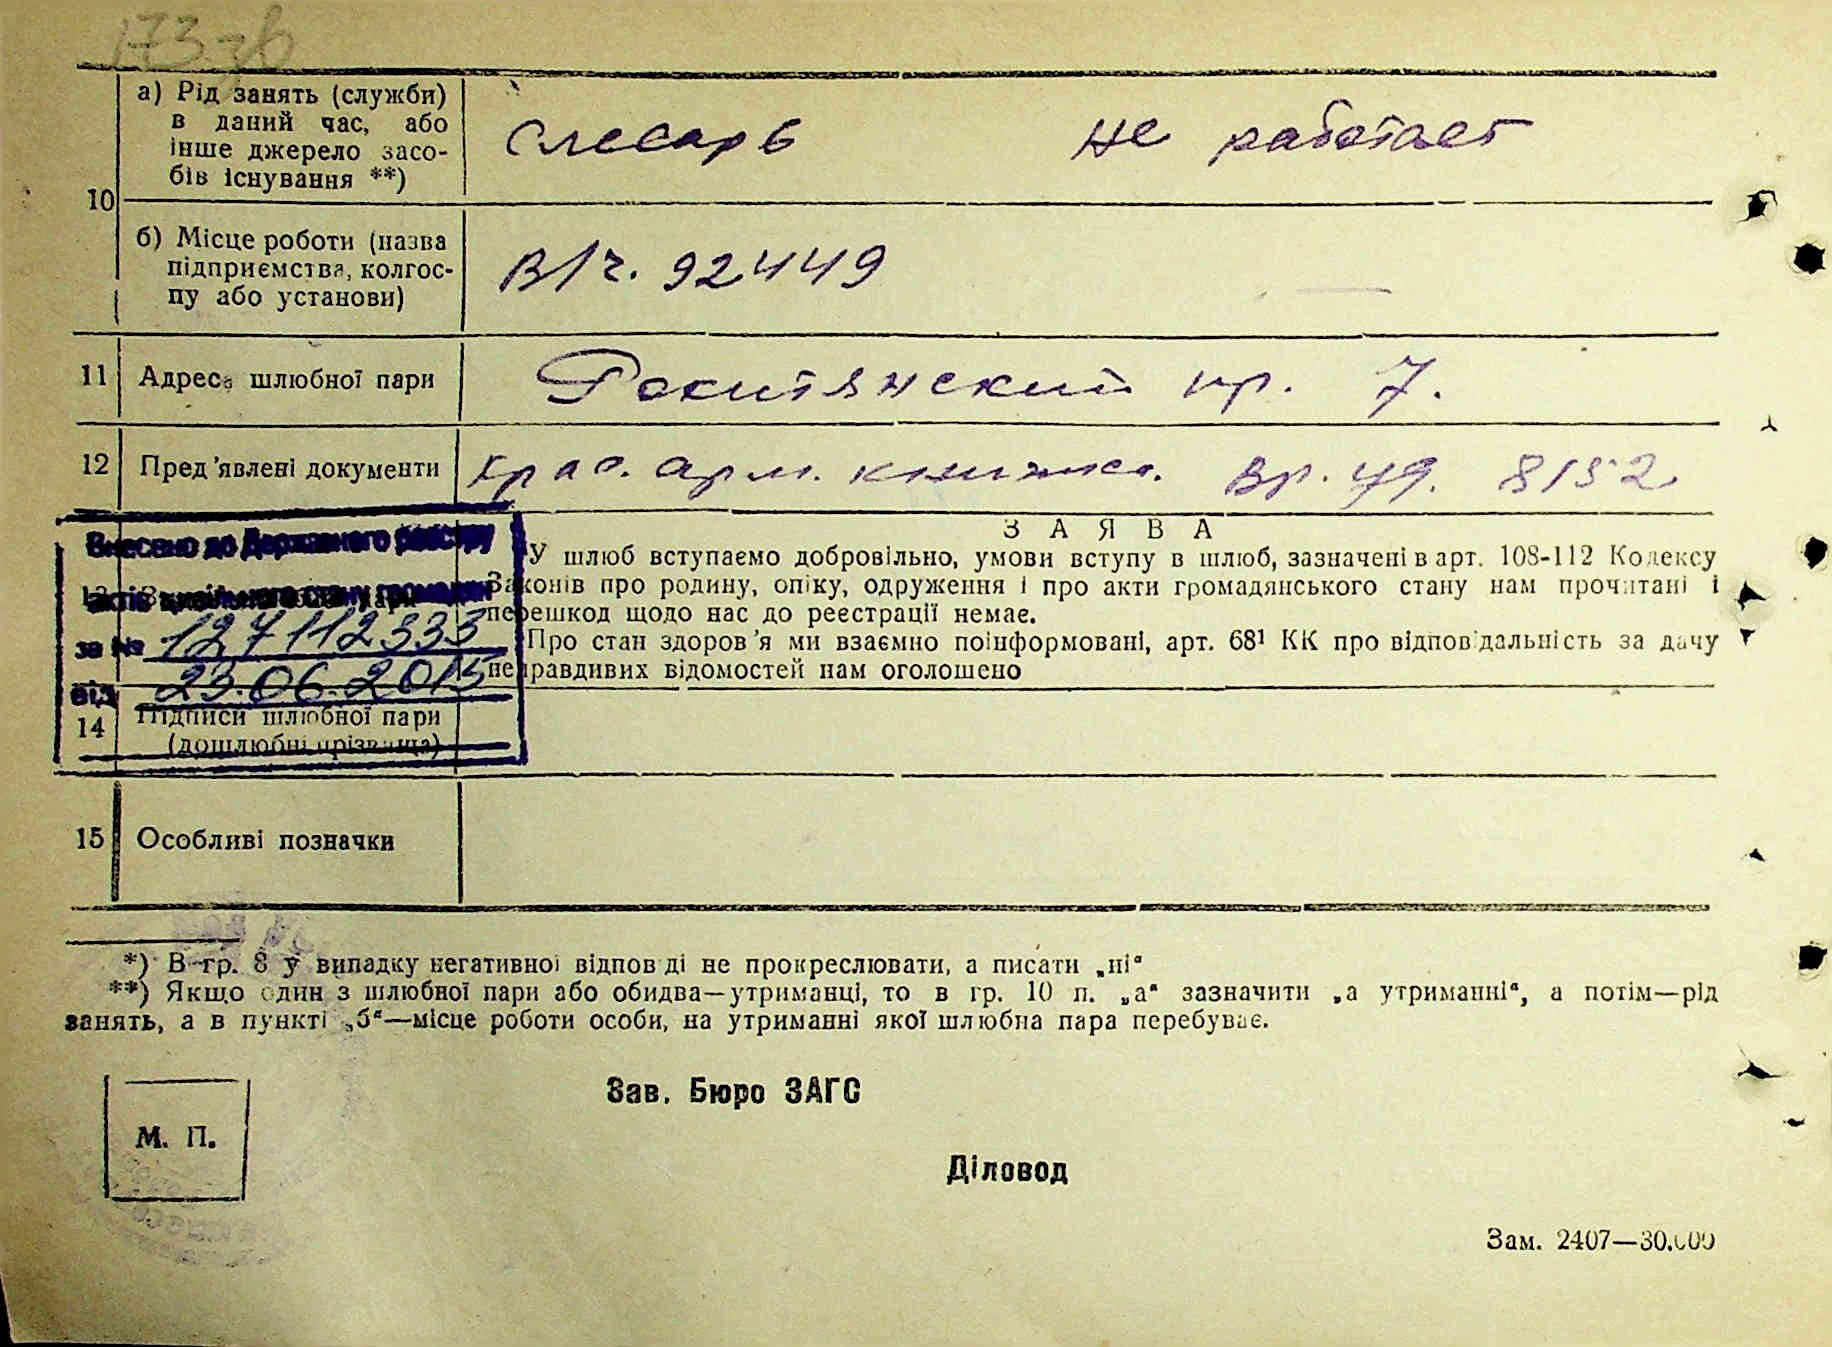 173-зв
а) Рід занять (служби)
в даний час, або
інше джерело засо-
бів існування **)
Слесарь не работает
10
б) Місце роботи (назва
підприємства, колгос-
пу або установи)
В/ч. 92449 —
11 Адреса шлюбної пари Рокитянский пр. 7.
12 Пред'явлені документи Крас. арм. книжка. Вр. уд. 8152
ЗАЯВА
Внесено до Державного реєстру
актів цивільного стану громадян
за № 127112333
від 23.06.2015
13
У шлюб вступаємо добровільно, умови вступу в шлюб, зазначені в арт. 108-112 Кодексу
Законів про родину, опіку, одруження і про акти громадянського стану нам прочитані і
перешкод щодо нас до реестрації немає.
Про стан здоров'я ми взаємно поінформовані, арт. 68¹ КК про відповідальність за дачу
неправдивих відомостей нам оголошено
14 Підписи шлюбної пари
(дошлюбні прізвища)
15 Особливі позначки
*) В гр. 8 у випадку негативної відповіді не прокреслювати, а писати „ні“
**) Якщо один з шлюбної пари або обидва—утриманці, то в гр. 10 п. „а“ зазначити „а утриманні“, а потім—рід
занять, а в пункті „б“—місце роботи особи, на утриманні якої шлюбна пара перебуває.
Зав. Бюро ЗАГС
М. П.
Діловод
Зам. 2407—30.000